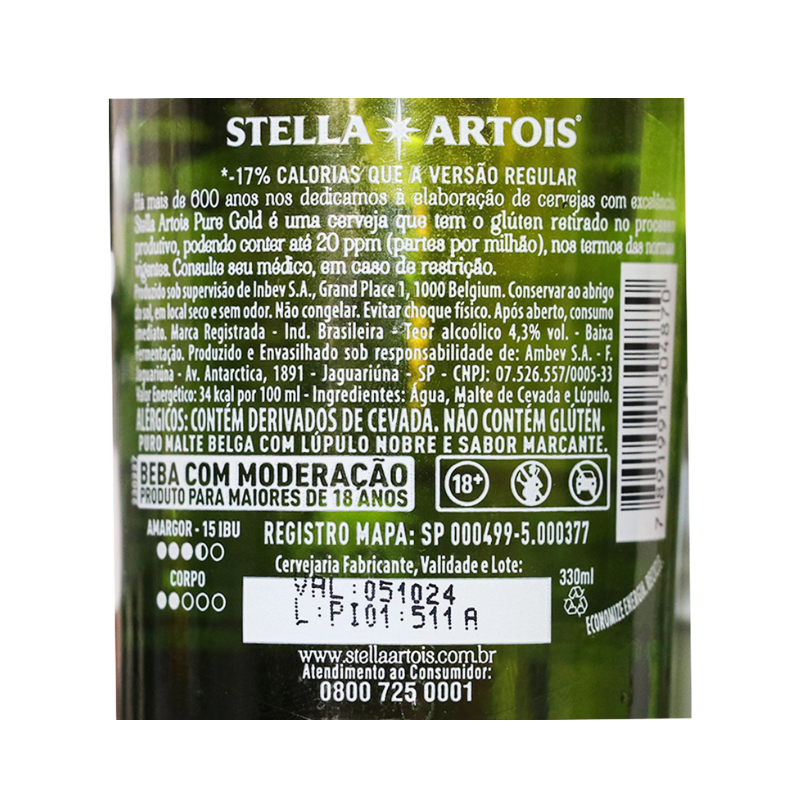 STELLA ARTOIS®
*-17% CALORIAS QUE A VERSÃO REGULAR
Há mais de 600 anos nos dedicamos à elaboração de cervejas com excelência.
Stella Artois Pure Gold é uma cerveja que tem o glúten retirado no processo
produtivo, podendo conter até 20 ppm (partes por milhão), nos termos das normas
vigentes. Consulte seu médico, em caso de restrição.
Produzido sob supervisão de Inbev S.A., Grand Place 1, 1000 Belgium. Conservar ao abrigo
do sol, em local seco e sem odor. Não congelar. Evitar choque físico. Após aberto, consumo
imediato. Marca Registrada - Ind. Brasileira - Teor alcoólico 4,3% vol. - Baixa
Fermentação. Produzido e Envasilhado sob responsabilidade de: Ambev S.A. - F.
Jaguariúna - Av. Antarctica, 1891 - Jaguariúna - SP - CNPJ: 07.526.557/0005-33
Valor Energético: 34 kcal por 100 ml - Ingredientes: Água, Malte de Cevada e Lúpulo.
ALÉRGICOS: CONTÉM DERIVADOS DE CEVADA. NÃO CONTÉM GLÚTEN.
PURO MALTE BELGA COM LÚPULO NOBRE E SABOR MARCANTE.
BEBA COM MODERAÇÃO
PRODUTO PARA MAIORES DE 18 ANOS
18+
7891991304870
AMARGOR - 15 IBU
CORPO
REGISTRO MAPA: SP 000499-5.000377
Cervejaria Fabricante, Validade e Lote:
VAL:051024
L:PI01:511A
330ml
ECONOMIZE ENERGIA,
www.stellaartois.com.br
Atendimento ao Consumidor:
0800 725 0001